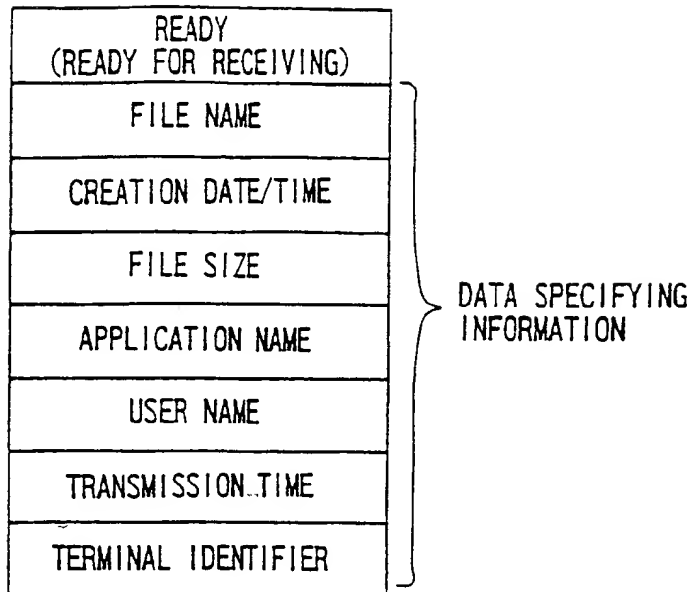 READY
(READY FOR RECEIVING)
FILE NAME
CREATION DATE/TIME
FILE SIZE
APPLICATION NAME
USER NAME
TRANSMISSION TIME
TERMINAL IDENTIFIER
DATA SPECIFYING
INFORMATION